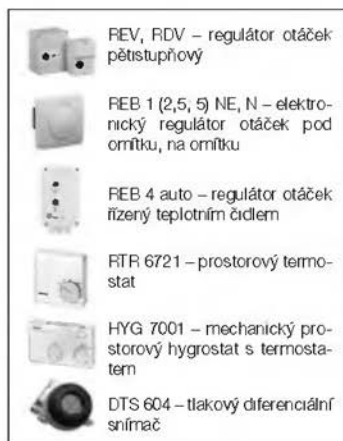 REV, RDV – regulátor otáček
pětistupňový
REB 1 (2,5, 5) NE, N – elektro-
nický regulátor otáček pod
omítku, na omítku
REB 4 auto – regulátor otáček
řízený teplotním čidlem
RTR 6721 – prostorový termo-
stat
HYG 7001 – mechanický pro-
storový hygrostat s termosta-
tem
DTS 604 – tlakový diferenciální
snímač